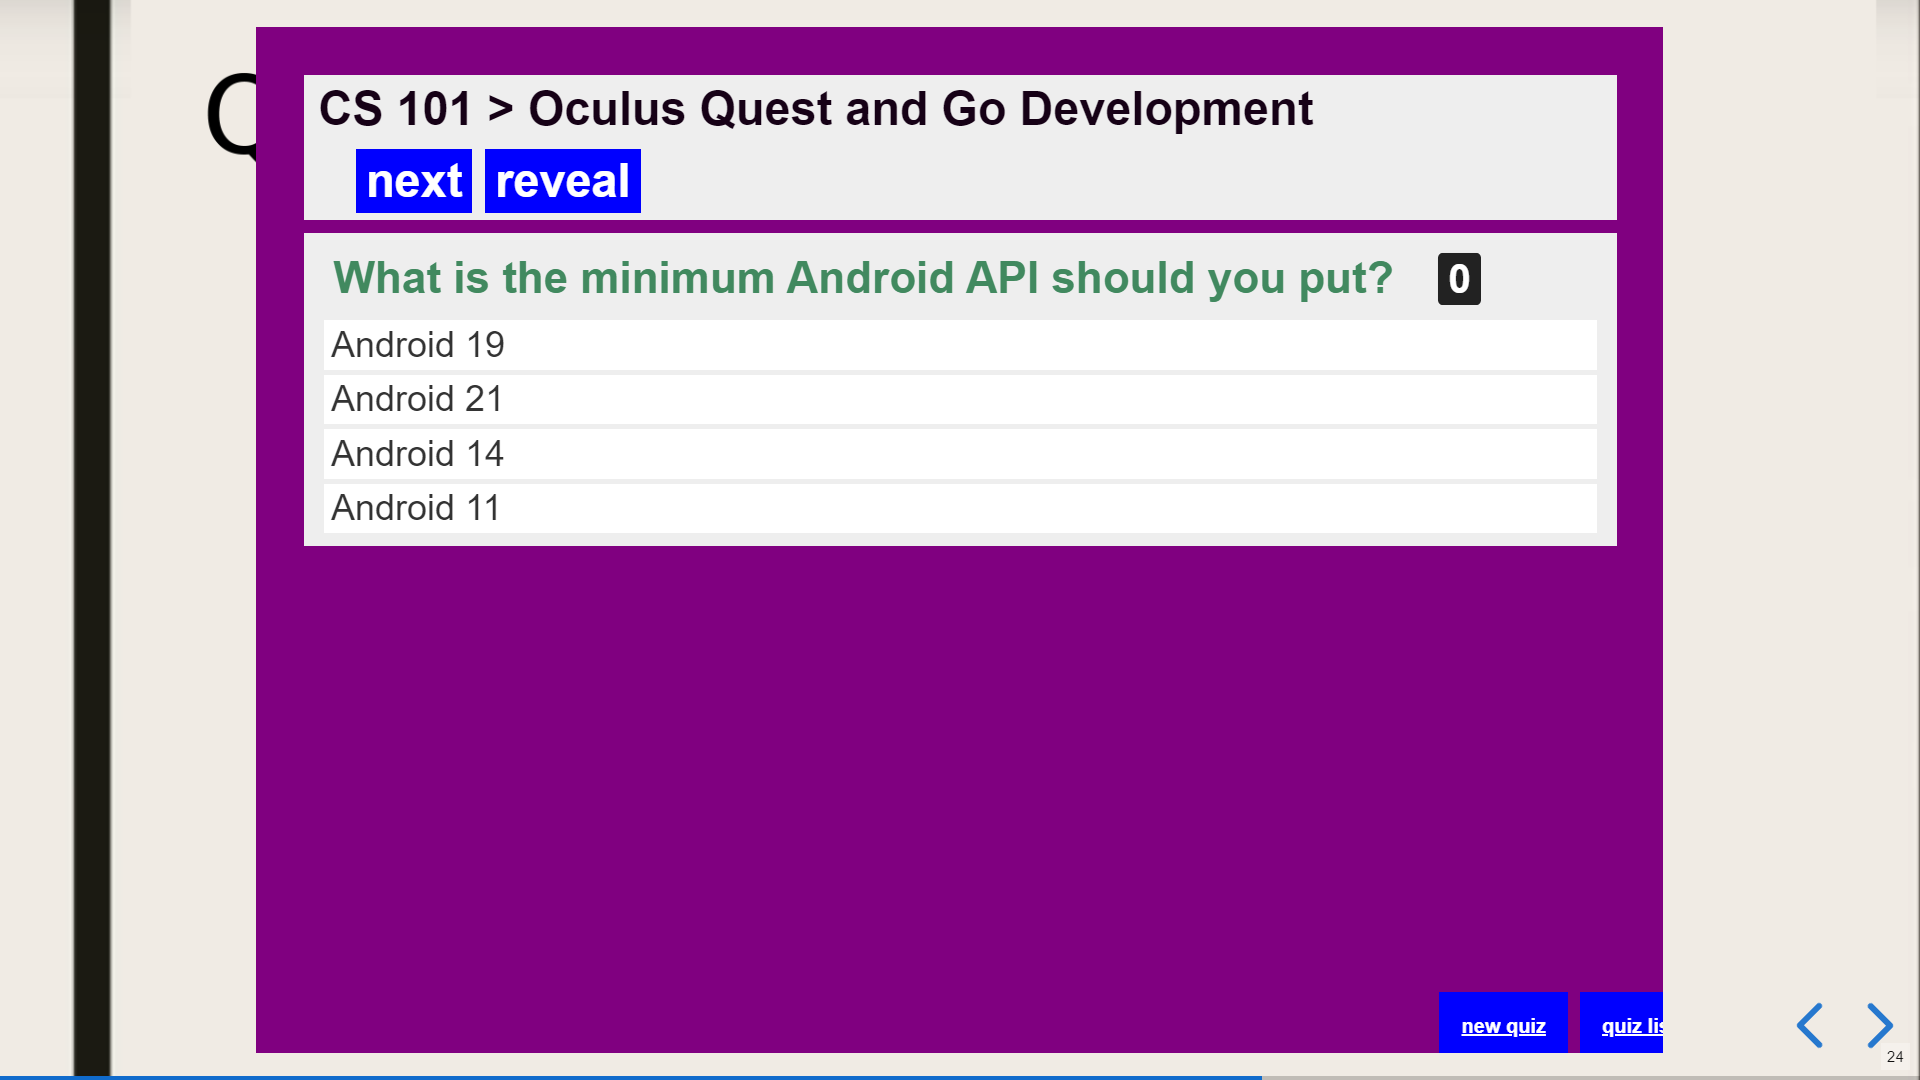 Q
CS 101 > Oculus Quest and Go Development
next reveal
What is the minimum Android API should you put? 0
Android 19
Android 21
Android 14
Android 11
new quiz quiz lis
24